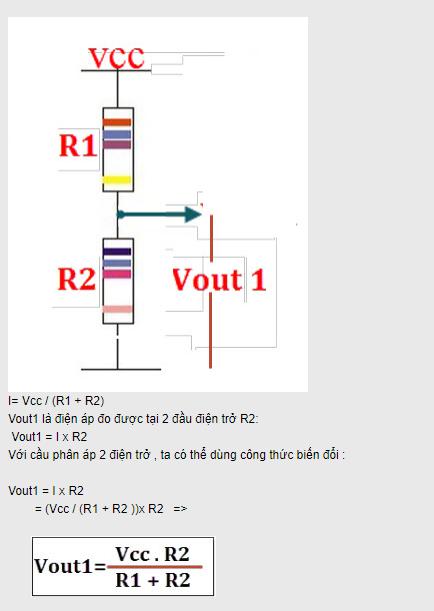 VCC
R1
R2
Vout 1
I= Vcc / (R1 + R2)
Vout1 là điện áp đo được tại 2 đầu điện trở R2:
Vout1 = I x R2
Với cầu phân áp 2 điện trở , ta có thể dùng công thức biến đổi :
Vout1 = I x R2
= (Vcc / (R1 + R2 ))x R2 =>
Vout1= Vcc . R2
R1 + R2